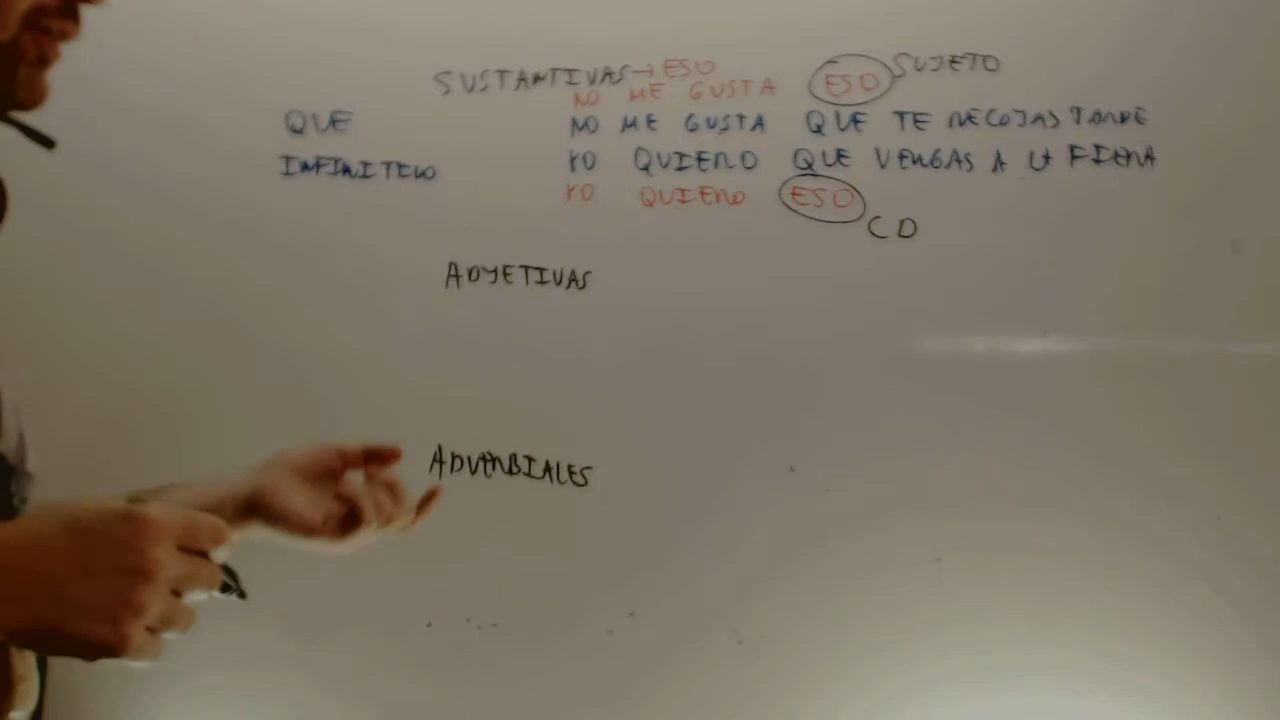 SUSTANTIVAS → ESO
NO ME GUSTA ESO SUJETO
QUE NO ME GUSTA QUE TE RECOJAS TARDE
INFINITIVO YO QUIERO QUE VENGAS A LA FIERA
YO QUIERO ESO
CD
ADJETIVAS
ADVERBIALES